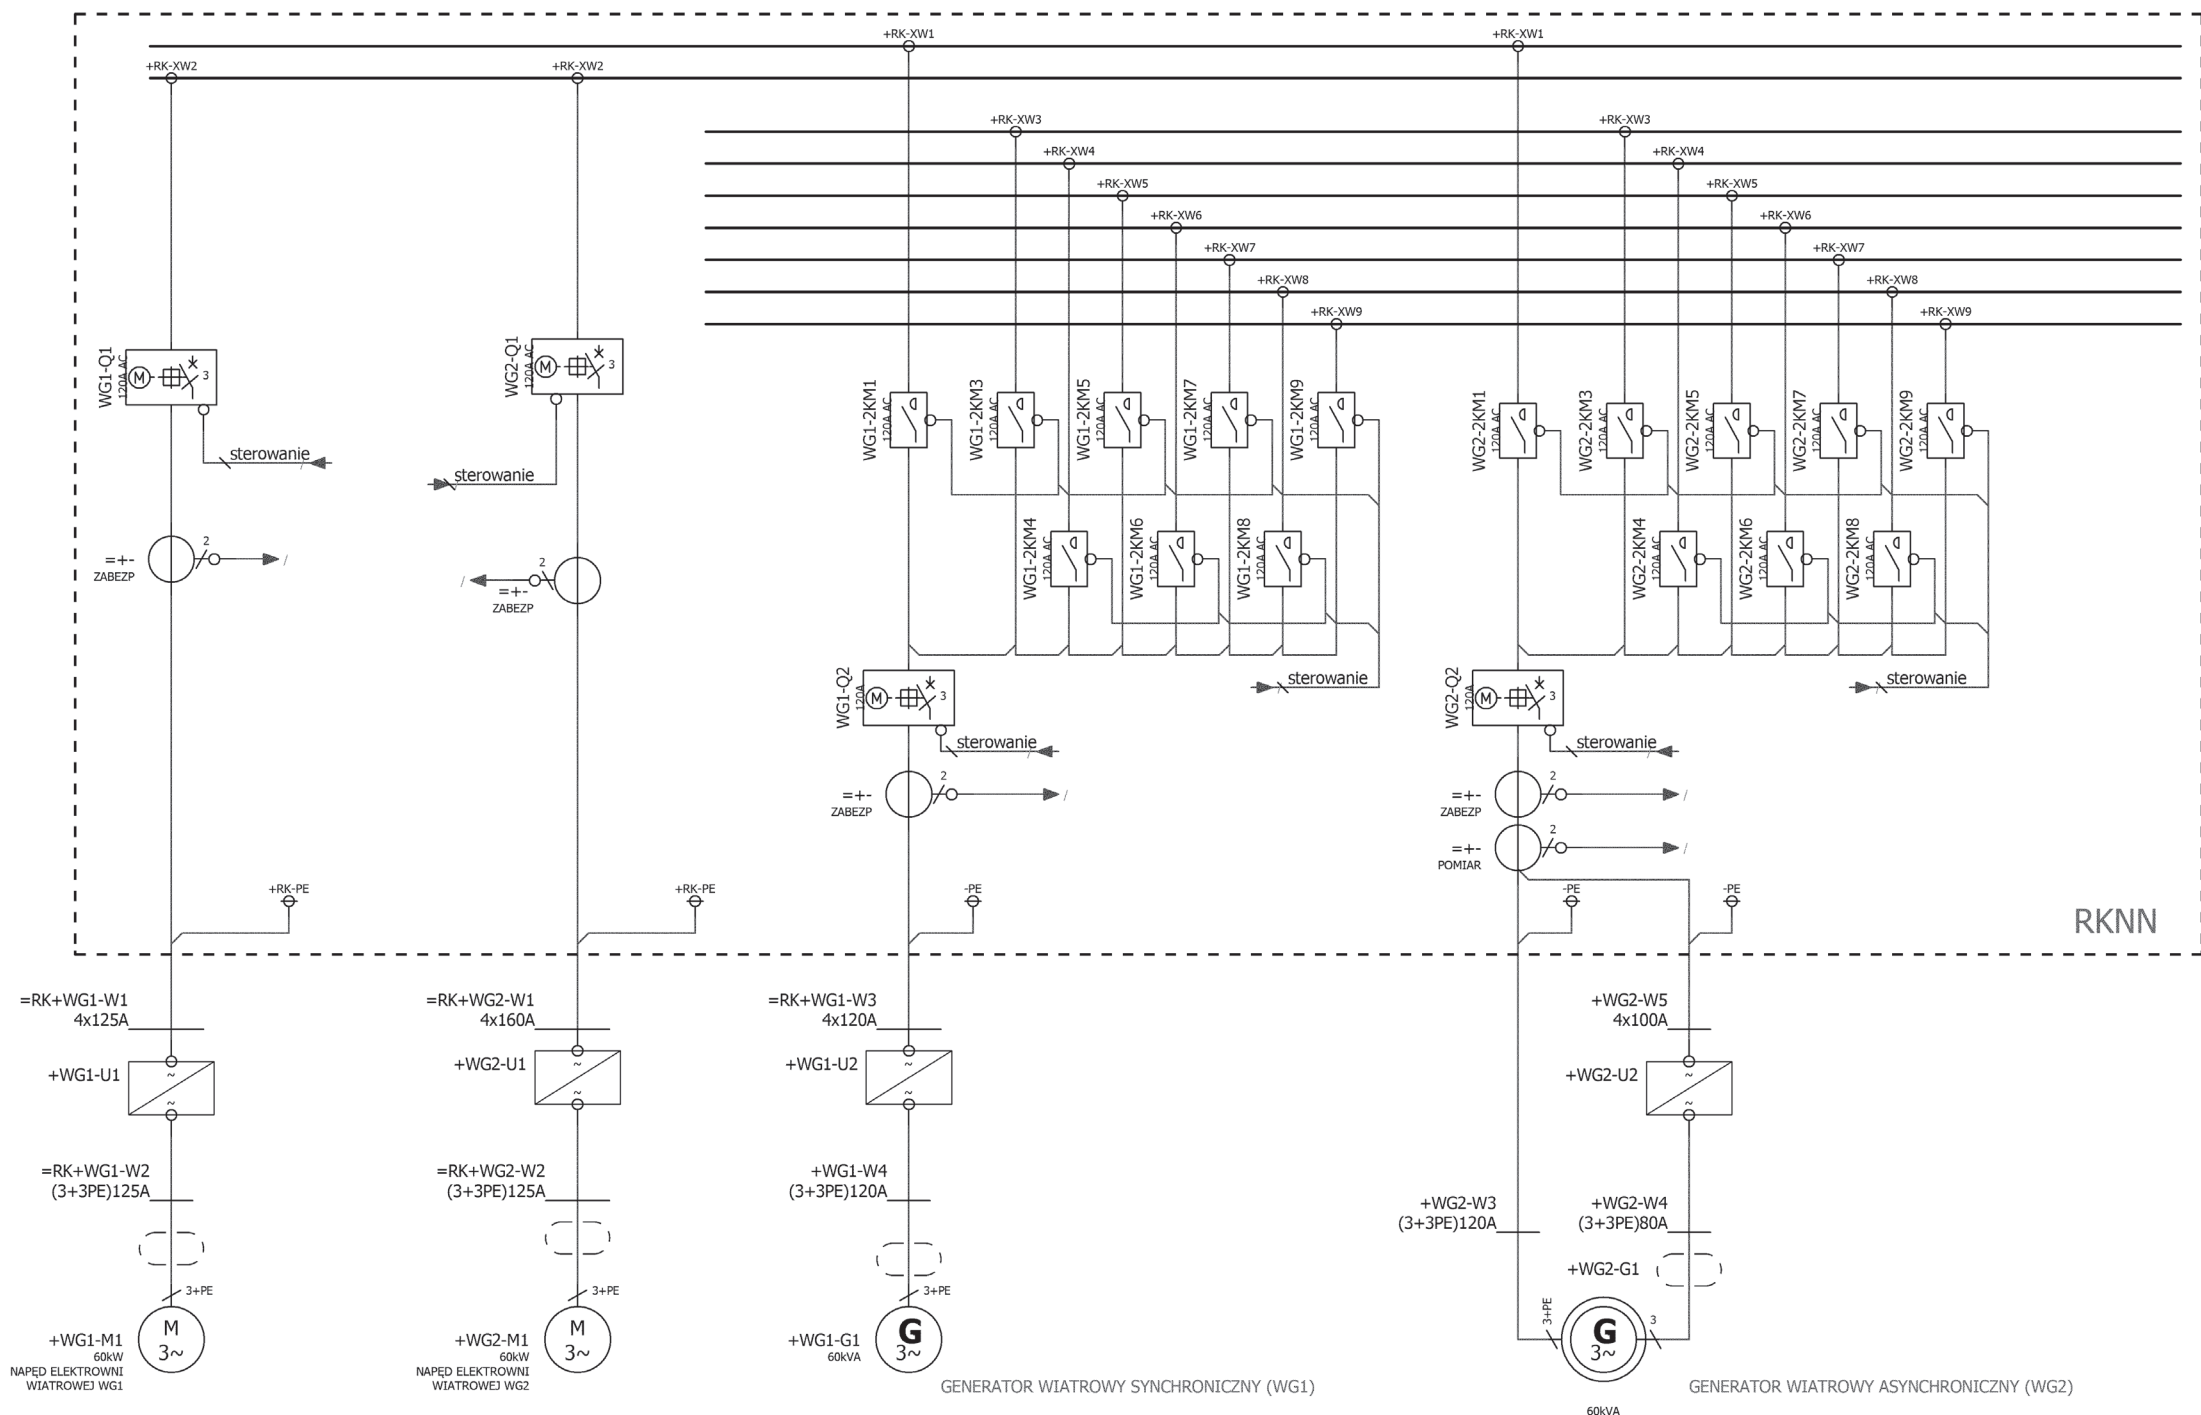 +RK-XW1
+RK-XW1
+RK-XW2
+RK-XW2
+RK-XW3
+RK-XW3
+RK-XW4
+RK-XW4
+RK-XW5
+RK-XW5
+RK-XW6
+RK-XW6
+RK-XW7
+RK-XW7
+RK-XW8
+RK-XW8
+RK-XW9
+RK-XW9
WG1-Q1
120A AC
M
3
WG2-Q1
120A AC
M
3
WG1-2KM1
120A AC
WG1-2KM3
120A AC
WG1-2KM5
120A AC
WG1-2KM7
120A AC
WG1-2KM9
120A AC
WG2-2KM1
120A AC
WG2-2KM3
120A AC
WG2-2KM5
120A AC
WG2-2KM7
120A AC
WG2-2KM9
120A AC
sterowanie
/
sterowanie
WG1-2KM4
120A AC
WG1-2KM6
120A AC
WG1-2KM8
120A AC
WG2-2KM4
120A AC
WG2-2KM6
120A AC
WG2-2KM8
120A AC
=+-
ZABEZP
2
/
/
2
=+-
ZABEZP
WG1-Q2
120A
M
3
sterowanie
WG2-Q2
120A
M
3
sterowanie
sterowanie
/
sterowanie
/
=+-
ZABEZP
2
/
=+-
ZABEZP
2
/
=+-
POMIAR
2
/
+RK-PE
+RK-PE
-PE
-PE
-PE
RKNN
=RK+WG1-W1
4x125A
=RK+WG2-W1
4x160A
=RK+WG1-W3
4x120A
+WG2-W5
4x100A
+WG1-U1
~
~
+WG2-U1
~
~
+WG1-U2
~
~
+WG2-U2
~
~
=RK+WG1-W2
(3+3PE)125A
=RK+WG2-W2
(3+3PE)125A
+WG1-W4
(3+3PE)120A
+WG2-W3
(3+3PE)120A
+WG2-W4
(3+3PE)80A
+WG2-G1
3+PE
3+PE
3+PE
3+PE
3
+WG1-M1
60kW
NAPĘD ELEKTROWNI
WIATROWEJ WG1
M
3~
+WG2-M1
60kW
NAPĘD ELEKTROWNI
WIATROWEJ WG2
M
3~
+WG1-G1
60kVA
G
3~
G
3~
GENERATOR WIATROWY SYNCHRONICZNY (WG1)
GENERATOR WIATROWY ASYNCHRONICZNY (WG2)
60kVA